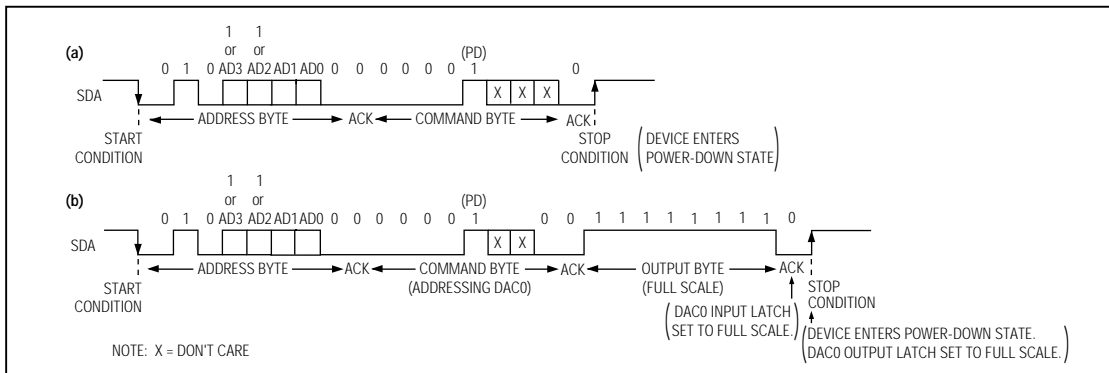 (a)
1 1 (PD)
or or
0 1 0 AD3 AD2 AD1 AD0 0 0 0 0 0 0 1 0
SDA X X X
ADDRESS BYTE ACK COMMAND BYTE ACK
START CONDITION
STOP CONDITION
(DEVICE ENTERS POWER-DOWN STATE)
(b)
1 1 (PD)
or or
0 1 0 AD3 AD2 AD1 AD0 0 0 0 0 0 0 1 0 0 1 1 1 1 1 1 1 1 0
SDA X X
ADDRESS BYTE ACK COMMAND BYTE ACK OUTPUT BYTE ACK
(ADDRESSING DAC0) (FULL SCALE)
START CONDITION
STOP CONDITION
(DAC0 INPUT LATCH SET TO FULL SCALE.)
(DEVICE ENTERS POWER-DOWN STATE. DAC0 OUTPUT LATCH SET TO FULL SCALE.)
NOTE: X = DON'T CARE